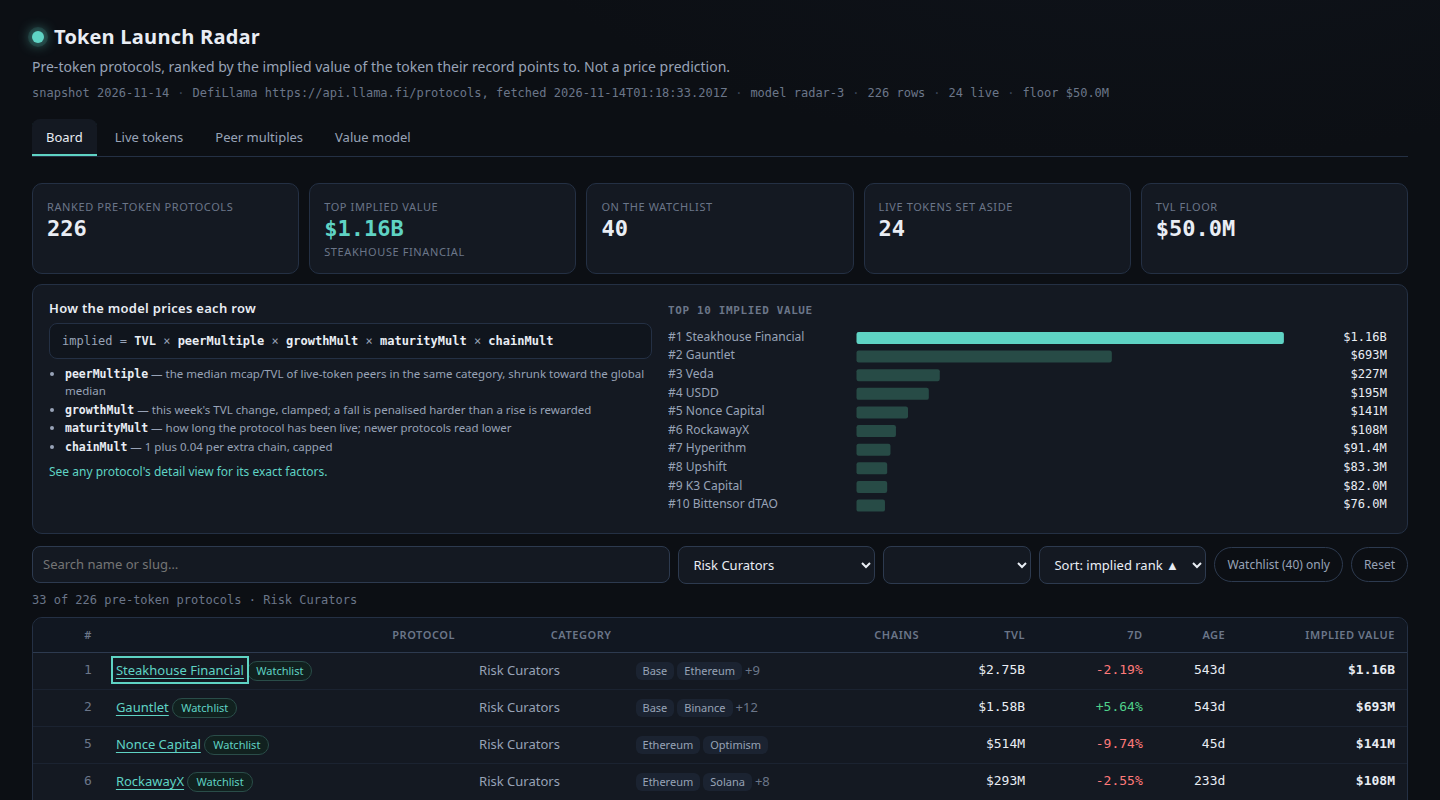 Token Launch Radar
Pre-token protocols, ranked by the implied value of the token their record points to. Not a price prediction.
snapshot 2026-11-14 · DefiLlama https://api.llama.fi/protocols, fetched 2026-11-14T01:18:33.201Z · model radar-3 · 226 rows · 24 live · floor $50.0M
Board Live tokens Peer multiples Value model
RANKED PRE-TOKEN PROTOCOLS
226
TOP IMPLIED VALUE
$1.16B
STEAKHOUSE FINANCIAL
ON THE WATCHLIST
40
LIVE TOKENS SET ASIDE
24
TVL FLOOR
$50.0M
How the model prices each row
implied = TVL × peerMultiple × growthMult × maturityMult × chainMult
• peerMultiple — the median mcap/TVL of live-token peers in the same category, shrunk toward the global
median
• growthMult — this week's TVL change, clamped; a fall is penalised harder than a rise is rewarded
• maturityMult — how long the protocol has been live; newer protocols read lower
• chainMult — 1 plus 0.04 per extra chain, capped
See any protocol's detail view for its exact factors.
TOP 10 IMPLIED VALUE
#1 Steakhouse Financial $1.16B
#2 Gauntlet $693M
#3 Veda $227M
#4 USDD $195M
#5 Nonce Capital $141M
#6 RockawayX $108M
#7 Hyperithm $91.4M
#8 Upshift $83.3M
#9 K3 Capital $82.0M
#10 Bittensor dTAO $76.0M
Search name or slug... Risk Curators Sort: implied rank ▲ Watchlist (40) only Reset
33 of 226 pre-token protocols · Risk Curators
# PROTOCOL CATEGORY CHAINS TVL 7D AGE IMPLIED VALUE
1 Steakhouse Financial Watchlist Risk Curators Base Ethereum +9 $2.75B -2.19% 543d $1.16B
2 Gauntlet Watchlist Risk Curators Base Binance +12 $1.58B +5.64% 543d $693M
5 Nonce Capital Watchlist Risk Curators Ethereum Optimism $514M -9.74% 45d $141M
6 RockawayX Watchlist Risk Curators Ethereum Solana +8 $293M -2.55% 233d $108M